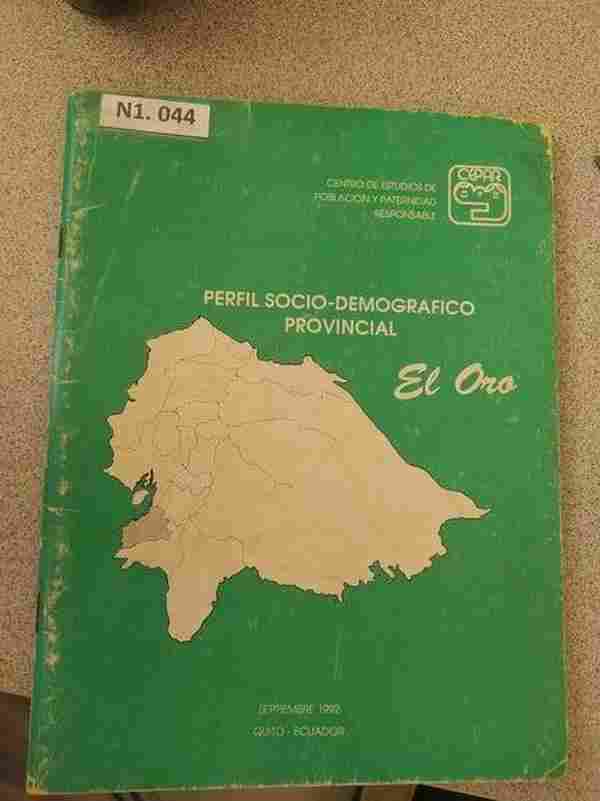 N1. 044
CEPAR
CENTRO DE ESTUDIOS DE
POBLACION Y PATERNIDAD
RESPONSABLE
PERFIL SOCIO-DEMOGRAFICO
PROVINCIAL
El Oro
SEPTIEMBRE 1992
QUITO - ECUADOR